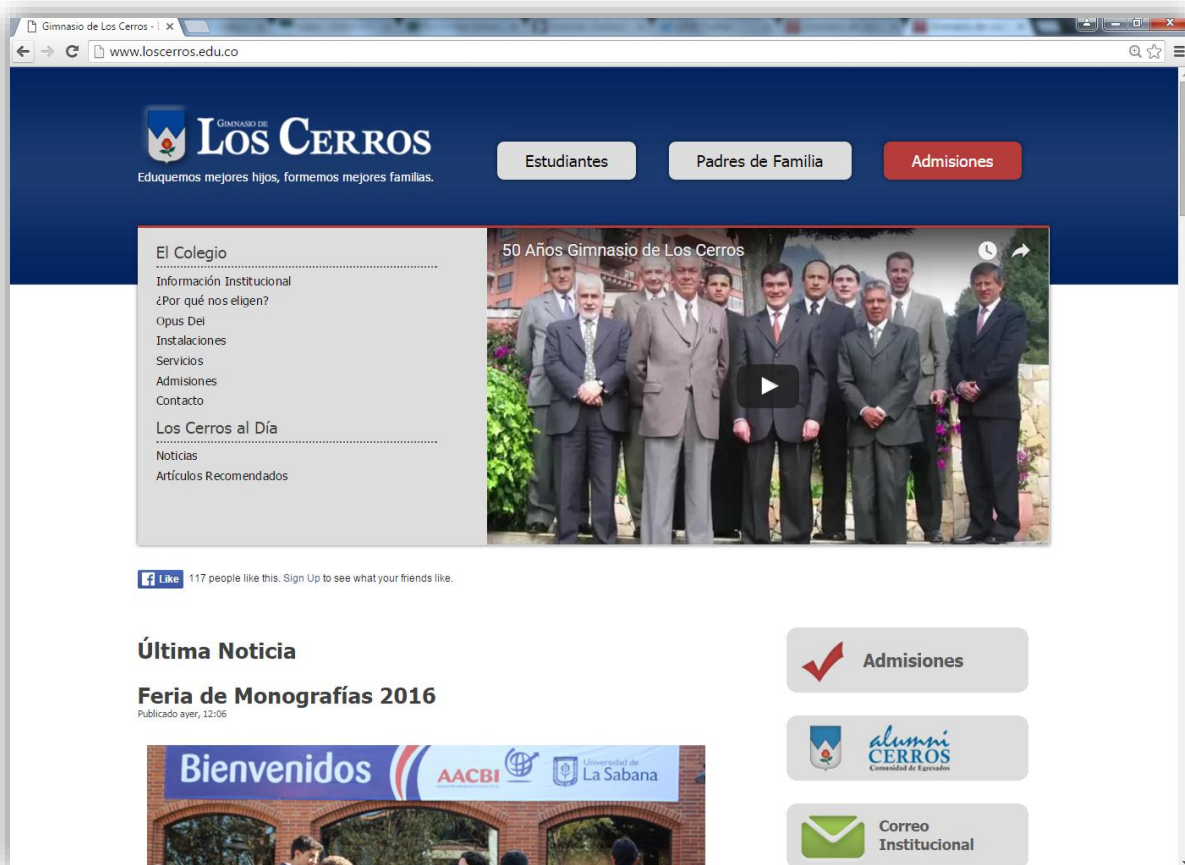 Gimnasio de Los Cerros -
www.loscerros.edu.co
GIMNASIO DE
LOS CERROS
Eduquemos mejores hijos, formemos mejores familias.
Estudiantes
Padres de Familia
Admisiones
El Colegio
Información Institucional
¿Por qué nos eligen?
Opus Dei
Instalaciones
Servicios
Admisiones
Contacto
Los Cerros al Día
Noticias
Artículos Recomendados
50 Años Gimnasio de Los Cerros
Like 117 people like this. Sign Up to see what your friends like.
Última Noticia
Feria de Monografías 2016
Publicado ayer, 12:06
Bienvenidos
AACBI
Universidad de
La Sabana
Admisiones
alumni
CERROS
Comunidad de Egresados
Correo
Institucional